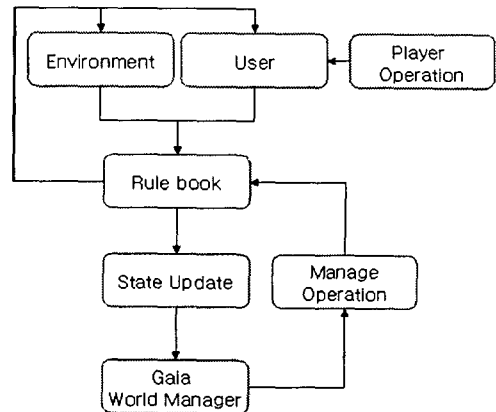 Environment
User
Player
Operation
Rule book
State Update
Manage
Operation
Gaia
World Manager